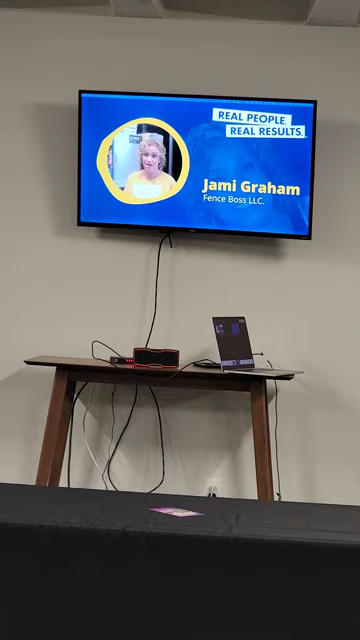 REAL PEOPLE.
REAL RESULTS.
Jami Graham
Fence Boss LLC.